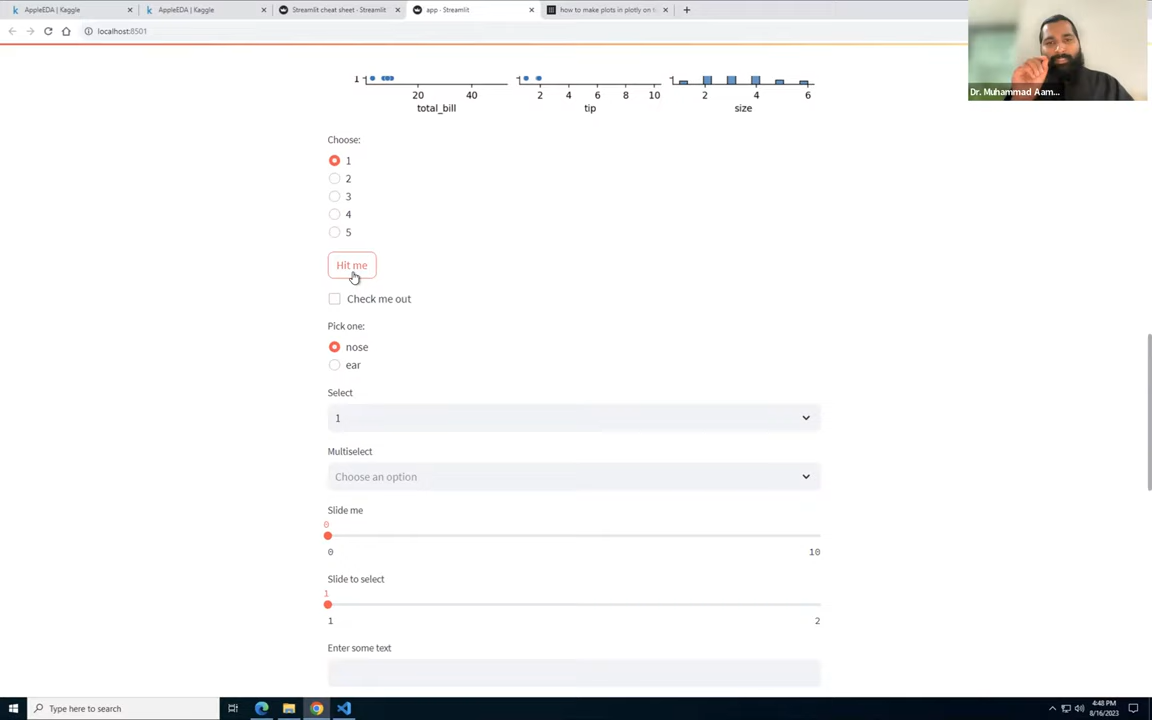 AppleEDA | Kaggle
AppleEDA | Kaggle
Streamlit cheat sheet · Streamlit
app · Streamlit
how to make plots in plotly on t
localhost:8501
Dr. Muhammad Aam...
1
20 40 2 4 6 8 10 2 4 6
total_bill tip size
Choose:
1
2
3
4
5
Hit me
Check me out
Pick one:
nose
ear
Select
1
Multiselect
Choose an option
Slide me
0
0 10
Slide to select
1
1 2
Enter some text
Type here to search
4:48 PM
8/16/2023